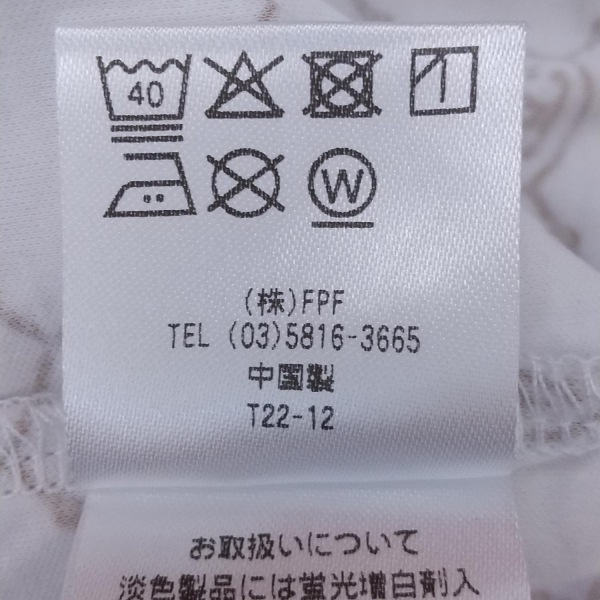 40
W
(株)FPF
TEL (03)5816-3665
中国製
T22-12
お取扱いについて
淡色製品には蛍光増白剤入